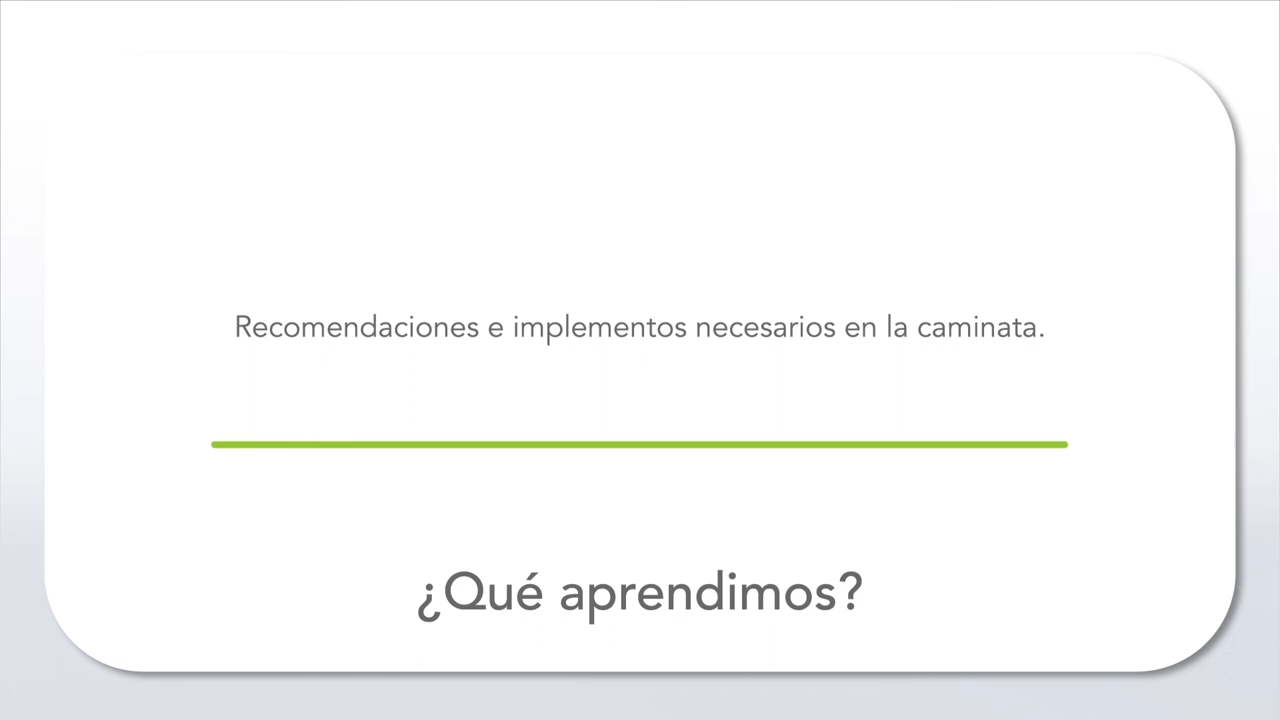 Recomendaciones e implementos necesarios en la caminata.
¿Qué aprendimos?